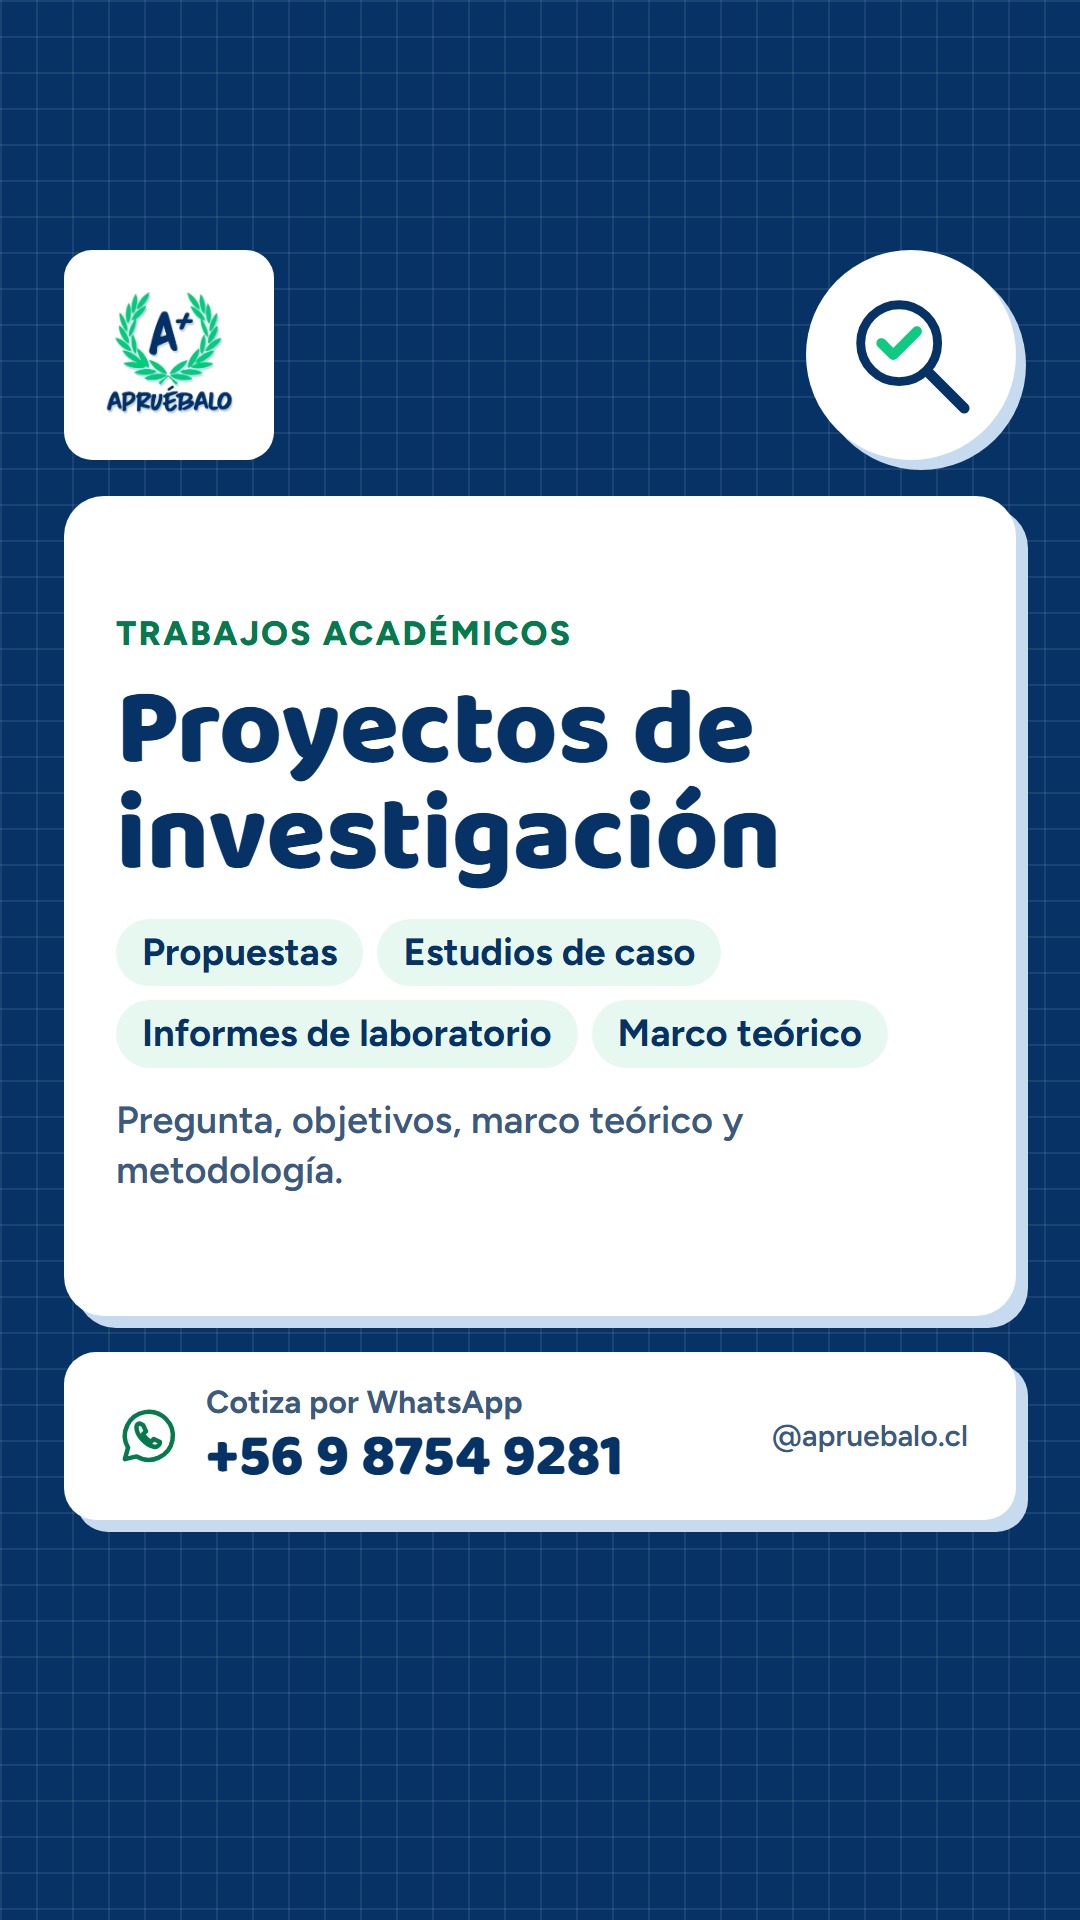 A+
APRUÉBALO
TRABAJOS ACADÉMICOS
Proyectos de
investigación
Propuestas
Estudios de caso
Informes de laboratorio
Marco teórico
Pregunta, objetivos, marco teórico y
metodología.
Cotiza por WhatsApp
+56 9 8754 9281
@apruebalo.cl